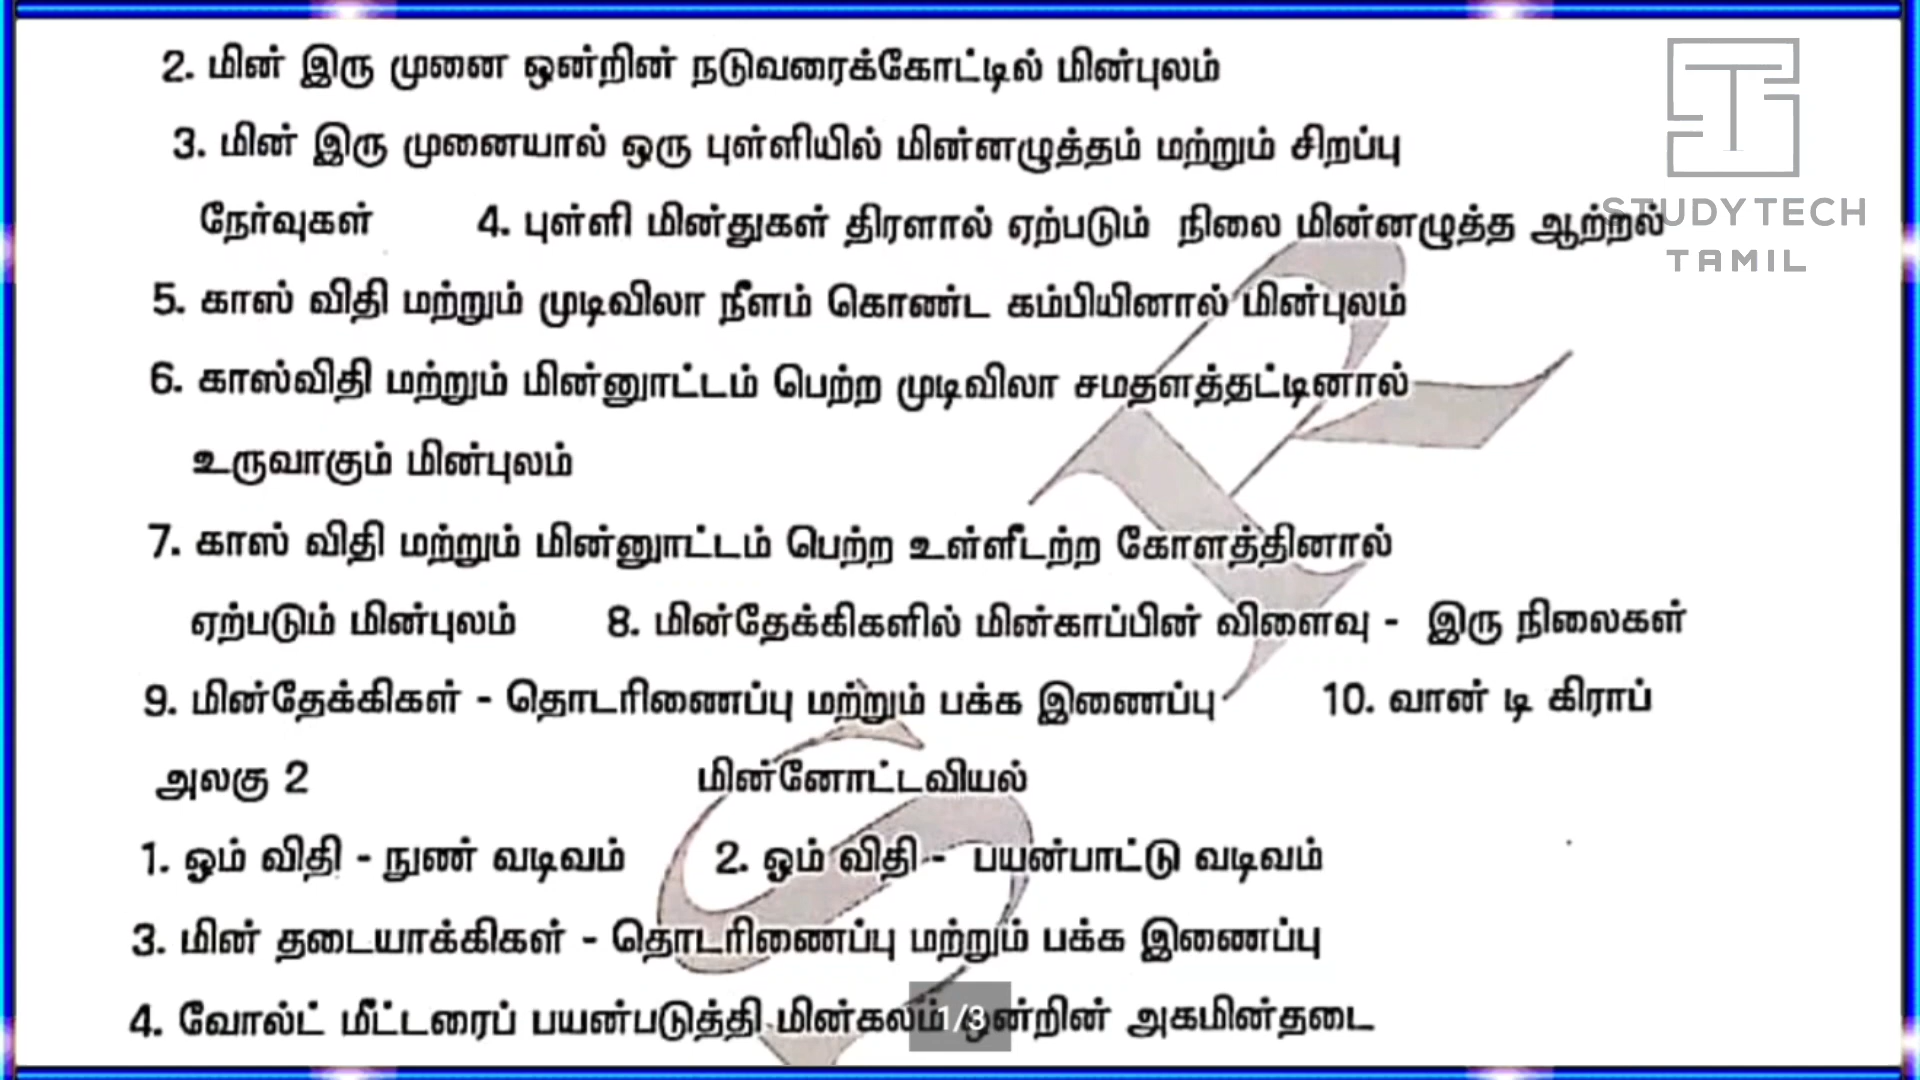 2. மின் இரு முனை ஒன்றின் நடுவரைக்கோட்டில் மின்புலம்
3. மின் இரு முனையால் ஒரு புள்ளியில் மின்னழுத்தம் மற்றும் சிறப்பு
நேர்வுகள் 4. புள்ளி மின்துகள் திரளால் ஏற்படும் நிலை மின்னழுத்த ஆற்றல்
STUDYTECH
TAMIL
5. காஸ் விதி மற்றும் முடிவிலா நீளம் கொண்ட கம்பியினால் மின்புலம்
6. காஸ்விதி மற்றும் மின்னூட்டம் பெற்ற முடிவிலா சமதளத்தட்டினால்
உருவாகும் மின்புலம்
7. காஸ் விதி மற்றும் மின்னூட்டம் பெற்ற உள்ளீடற்ற கோளத்தினால்
ஏற்படும் மின்புலம் 8. மின்தேக்கிகளில் மின்காப்பின் விளைவு - இரு நிலைகள்
9. மின்தேக்கிகள் - தொடரிணைப்பு மற்றும் பக்க இணைப்பு 10. வான் டி கிராப்
அலகு 2 மின்னோட்டவியல்
1. ஓம் விதி - நுண் வடிவம் 2. ஓம் விதி - பயன்பாட்டு வடிவம்
3. மின் தடையாக்கிகள் - தொடரிணைப்பு மற்றும் பக்க இணைப்பு
4. வோல்ட் மீட்டரைப் பயன்படுத்தி மின்கலம் ஒன்றின் அகமின்தடை
1/3